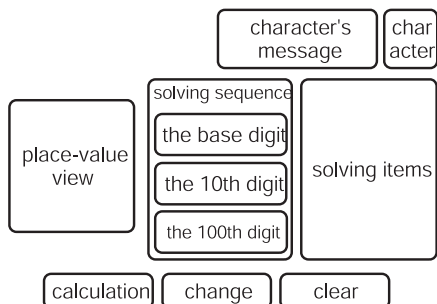 character's
message
char
acter
place-value
view
solving sequence
the base digit
the 10th digit
the 100th digit
solving items
calculation
change
clear